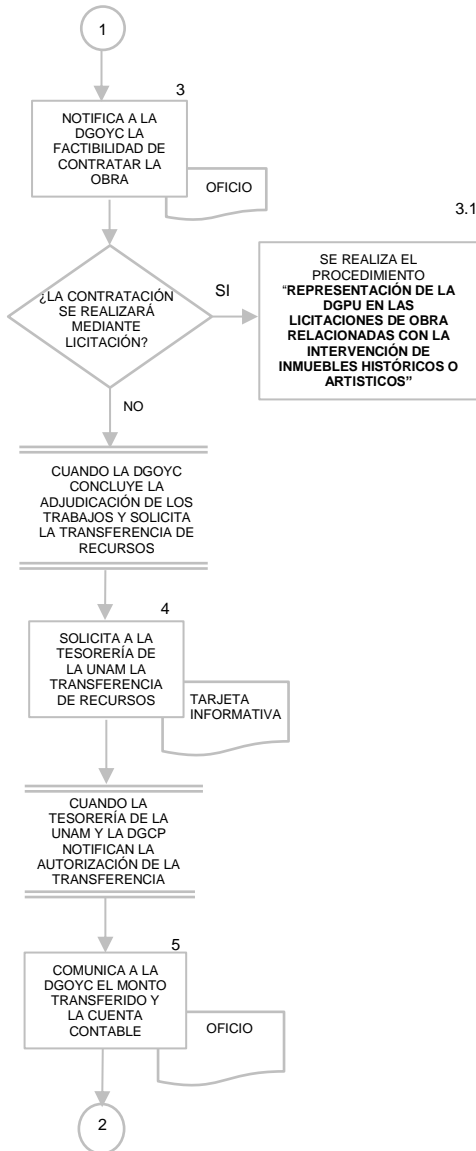 1
3
NOTIFICA A LA
DGOYC LA
FACTIBILIDAD DE
CONTRATAR LA
OBRA
OFICIO
3.1
¿LA CONTRATACIÓN
SE REALIZARÁ
MEDIANTE
LICITACIÓN?
SI
SE REALIZA EL
PROCEDIMIENTO
“REPRESENTACIÓN DE LA
DGPU EN LAS
LICITACIONES DE OBRA
RELACIONADAS CON LA
INTERVENCIÓN DE
INMUEBLES HISTÓRICOS O
ARTISTICOS”
NO
CUANDO LA DGOYC
CONCLUYE LA
ADJUDICACIÓN DE LOS
TRABAJOS Y SOLICITA
LA TRANSFERENCIA DE
RECURSOS
4
SOLICITA A LA
TESORERÍA DE
LA UNAM LA
TRANSFERENCIA
DE RECURSOS
TARJETA
INFORMATIVA
CUANDO LA
TESORERÍA DE LA
UNAM Y LA DGCP
NOTIFICAN LA
AUTORIZACIÓN DE LA
TRANSFERENCIA
5
COMUNICA A LA
DGOYC EL MONTO
TRANSFERIDO Y
LA CUENTA
CONTABLE
OFICIO
2